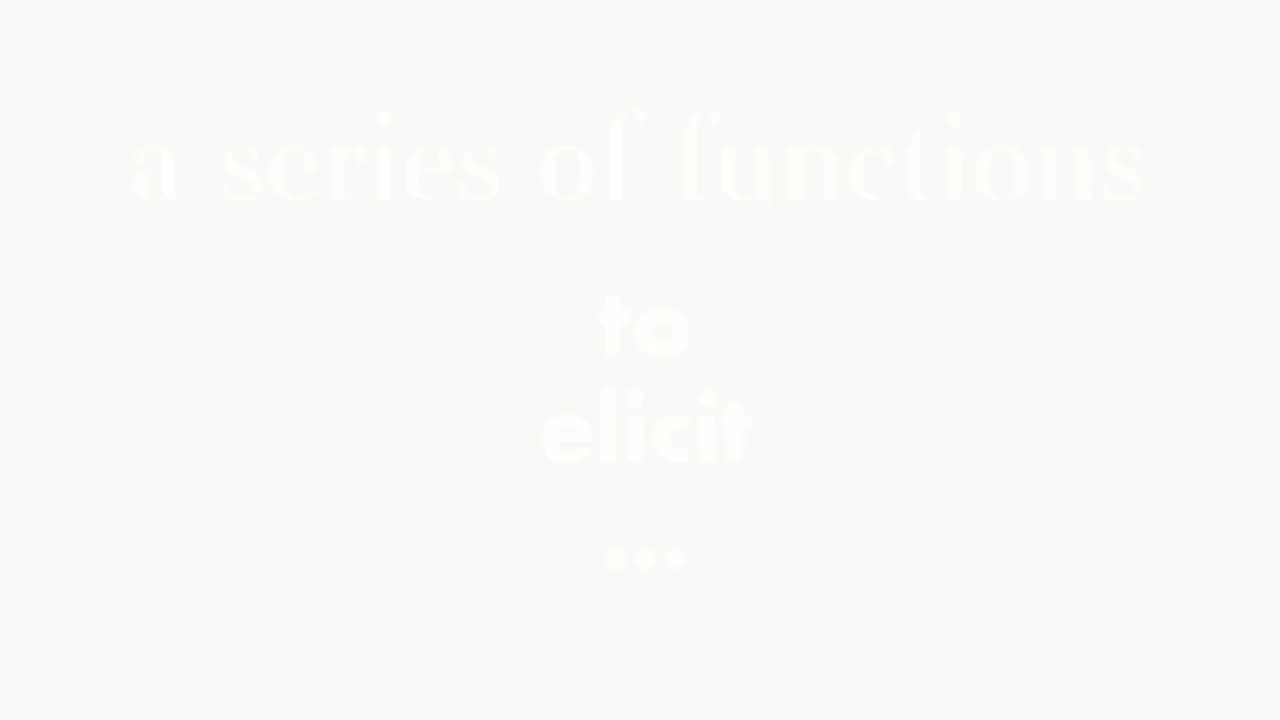 a series of functions
to
elicit
...